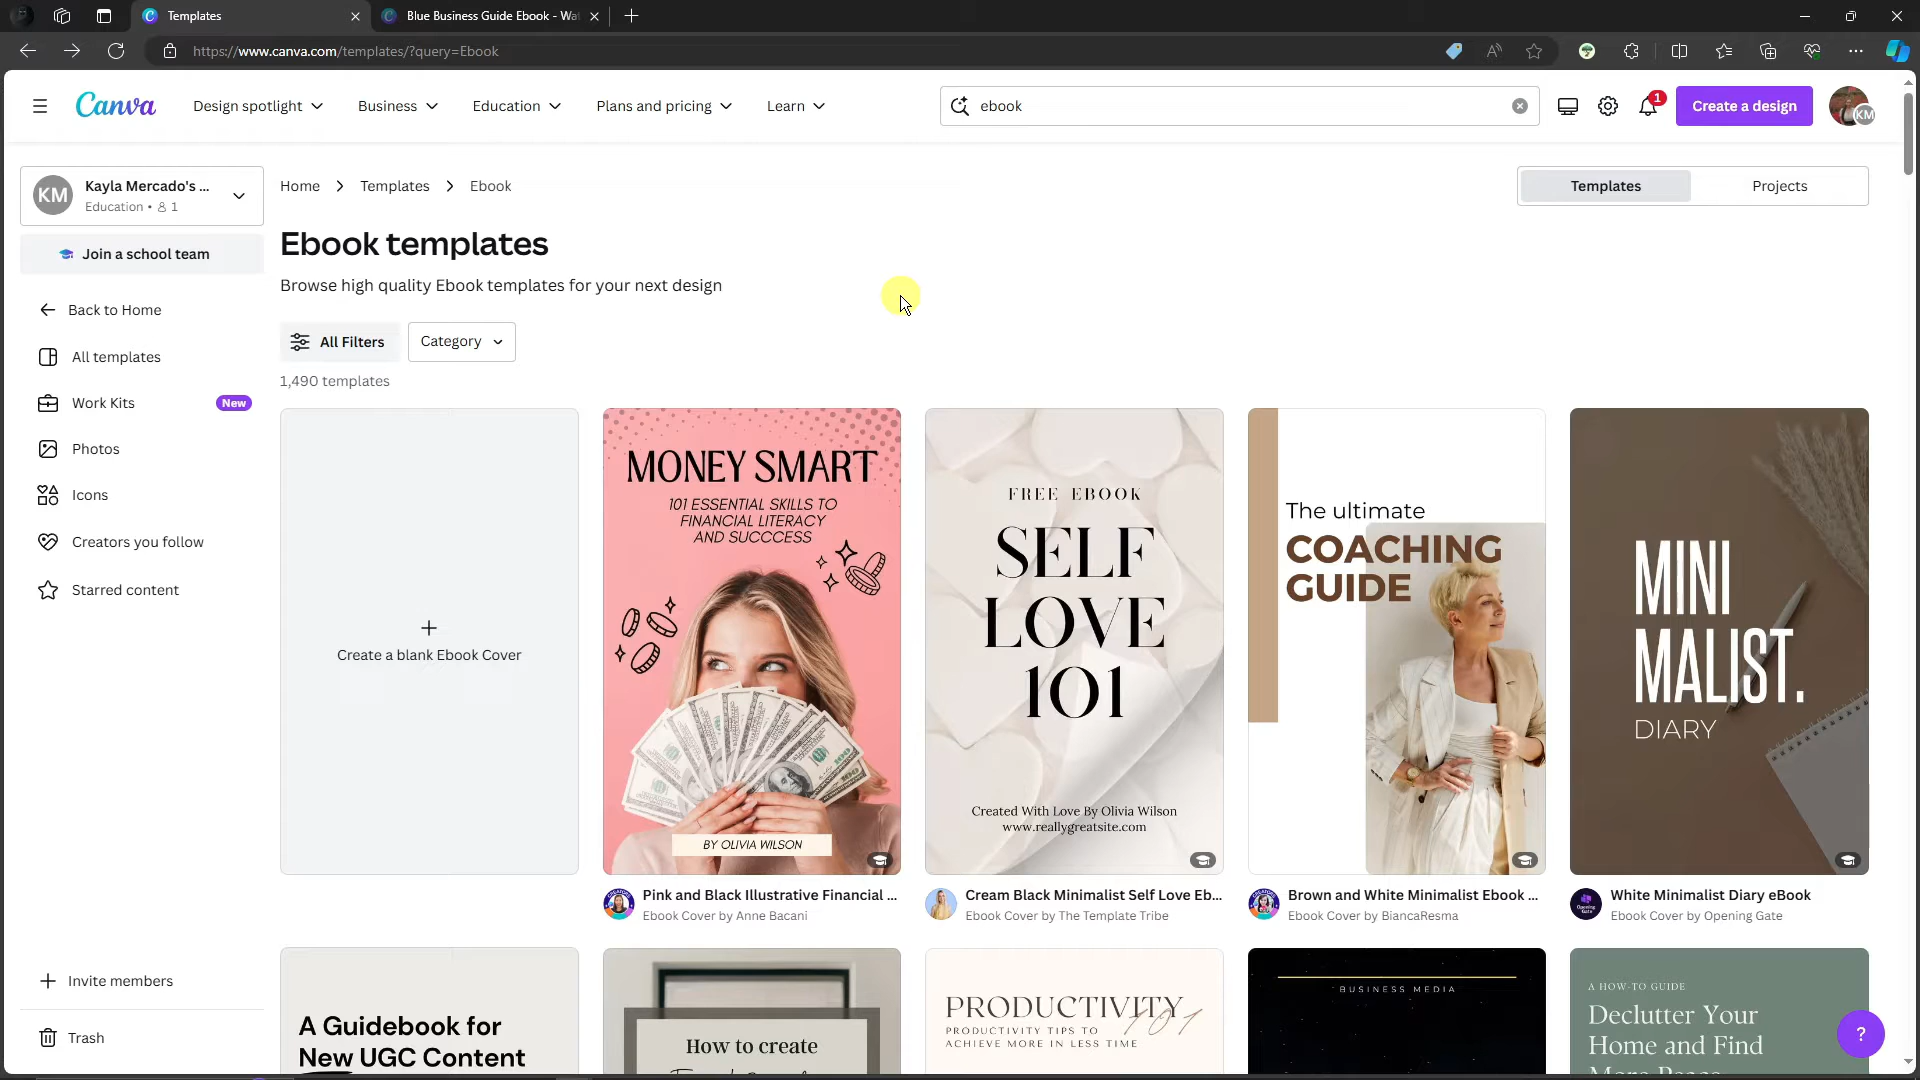 Templates
Blue Business Guide Ebook - Wa
https://www.canva.com/templates/?query=Ebook
Canva
Design spotlight
Business
Education
Plans and pricing
Learn
ebook
1
Create a design
KM
KM
Kayla Mercado's ...
Education • 1
Join a school team
Back to Home
All templates
Work Kits
New
Photos
Icons
Creators you follow
Starred content
Invite members
Trash
Home
Templates
Ebook
Templates
Projects
Ebook templates
Browse high quality Ebook templates for your next design
All Filters
Category
1,490 templates
Create a blank Ebook Cover
MONEY SMART
101 ESSENTIAL SKILLS TO
FINANCIAL LITERACY
AND SUCCCESS
BY OLIVIA WILSON
Pink and Black Illustrative Financial ...
Ebook Cover by Anne Bacani
FREE EBOOK
SELF
LOVE
101
Created With Love By Olivia Wilson
www.reallygreatsite.com
Cream Black Minimalist Self Love Eb...
Ebook Cover by The Template Tribe
The ultimate
COACHING
GUIDE
Brown and White Minimalist Ebook ...
Ebook Cover by BiancaResma
MINI
MALIST.
DIARY
White Minimalist Diary eBook
Ebook Cover by Opening Gate
A Guidebook for
New UGC Content
How to create
PRODUCTIVITY
101
PRODUCTIVITY TIPS TO
ACHIEVE MORE IN LESS TIME
BUSINESS MEDIA
A HOW-TO GUIDE
Declutter Your
Home and Find
?